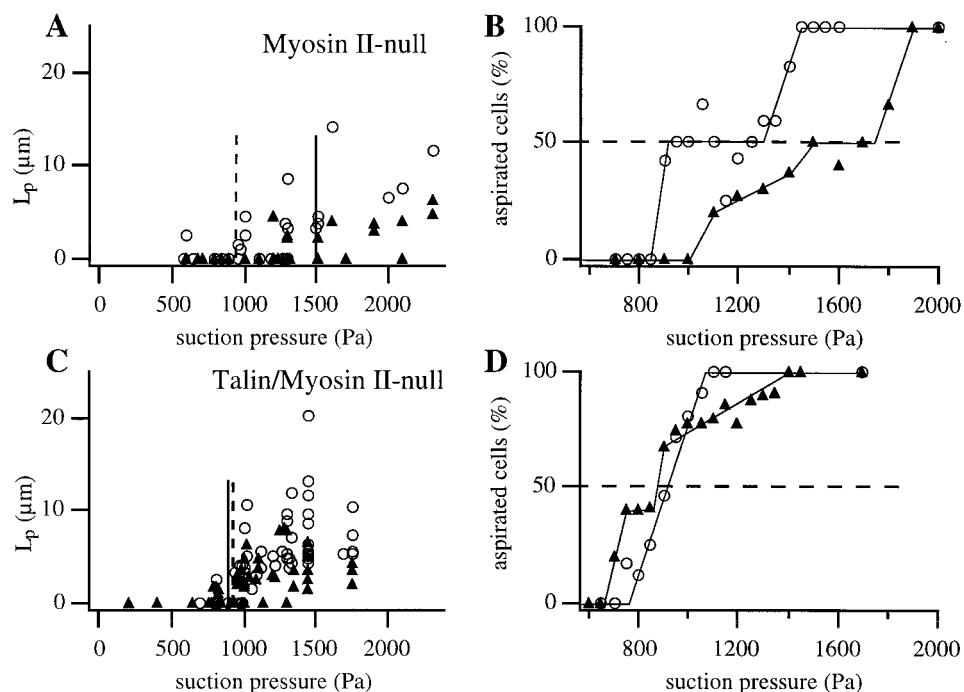 A
Myosin II-null
20
10
0
Lp (µm)
0 500 1000 1500 2000
suction pressure (Pa)
B
100
50
0
aspirated cells (%)
800 1200 1600 2000
suction pressure (Pa)
C
Talin/Myosin II-null
20
10
0
Lp (µm)
0 500 1000 1500 2000
suction pressure (Pa)
D
100
50
0
aspirated cells (%)
800 1200 1600 2000
suction pressure (Pa)